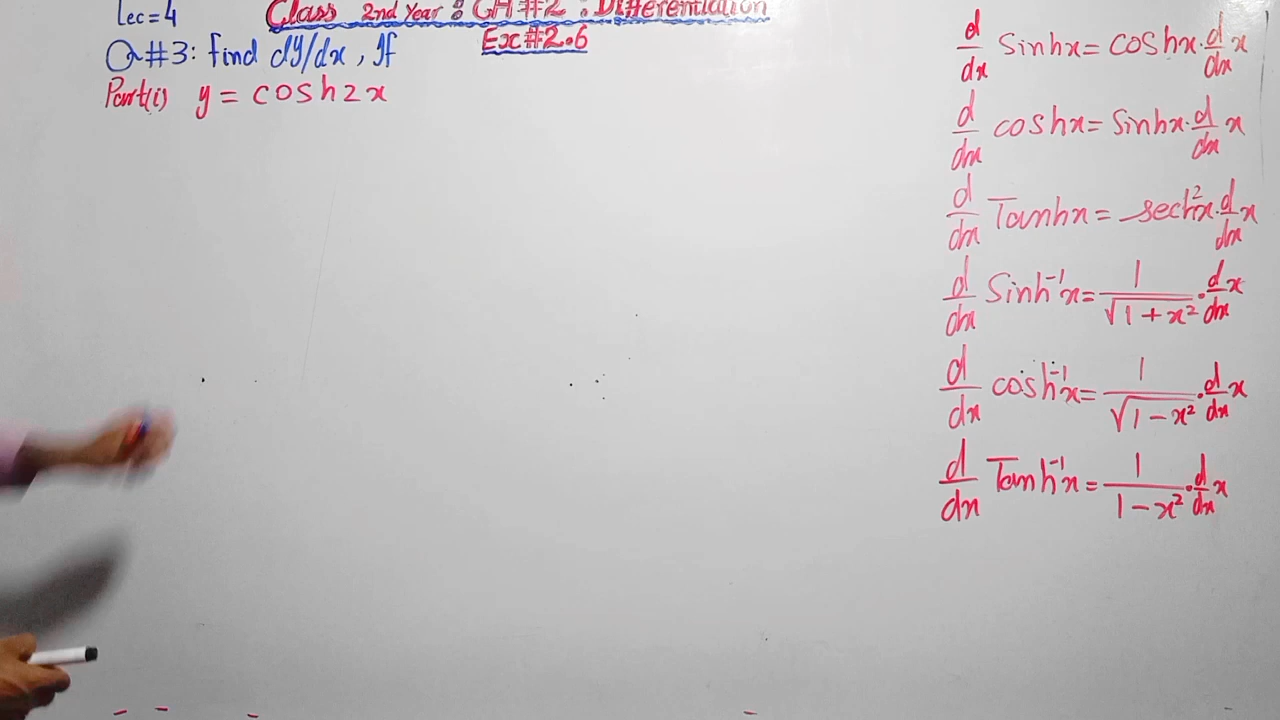 Lec=4
Class 2nd Year : CH#2 : Differentiation
Ex#2.6
Q#3: find dy/dx, If
Part(i) y = cosh2x
d/dx Sinhx = coshx · d/dx x
d/dx coshx = Sinhx · d/dx x
d/dx Tanhx = sech²x · d/dx x
d/dx Sinh⁻¹x = 1/√(1+x²) · d/dx x
d/dx cosh⁻¹x = 1/√(1-x²) · d/dx x
d/dx Tanh⁻¹x = 1/(1-x²) · d/dx x